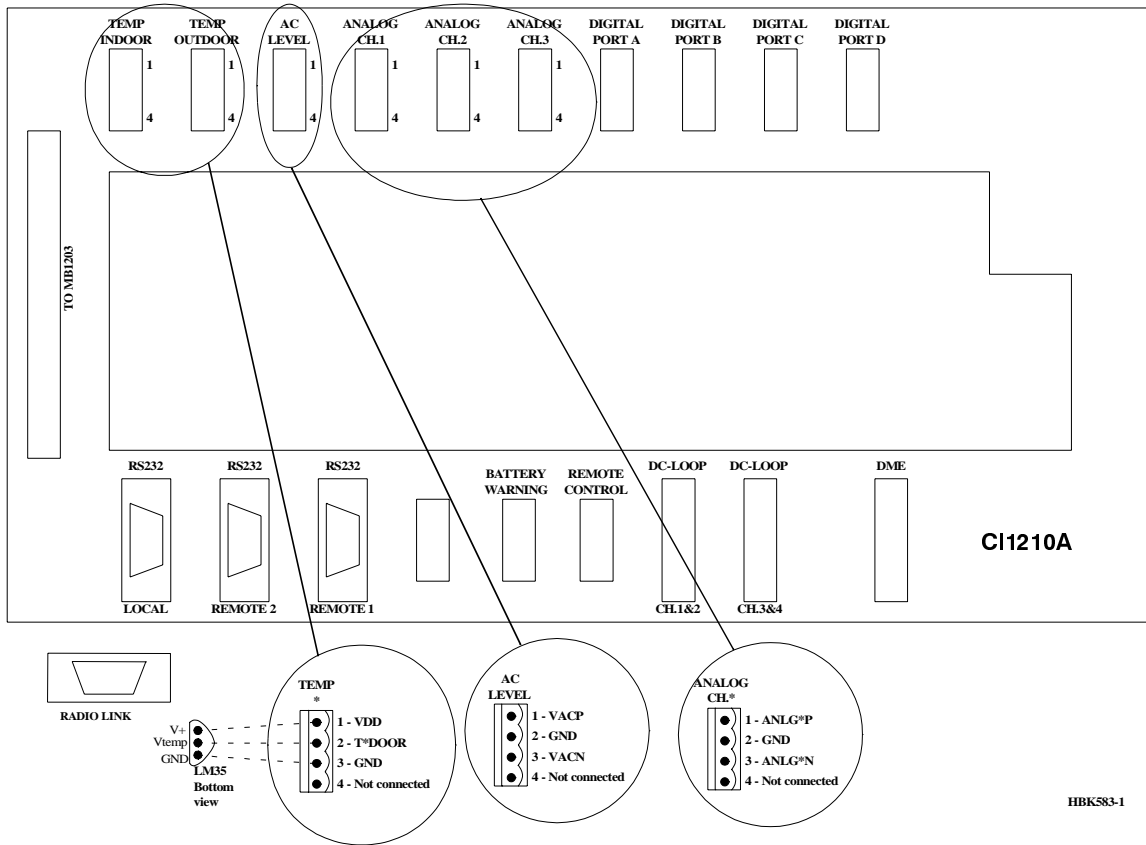 TEMP
INDOOR
TEMP
OUTDOOR
AC
LEVEL
ANALOG
CH.1
ANALOG
CH.2
ANALOG
CH.3
DIGITAL
PORT A
DIGITAL
PORT B
DIGITAL
PORT C
DIGITAL
PORT D
1
1
1
1
1
1
4
4
4
4
4
4
TO MB1203
RS232
RS232
RS232
BATTERY
WARNING
REMOTE
CONTROL
DC-LOOP
DC-LOOP
DME
CI1210A
LOCAL
REMOTE 2
REMOTE 1
CH.1&2
CH.3&4
RADIO LINK
V+
Vtemp
GND
LM35
Bottom
view
TEMP
*
1 - VDD
2 - T*DOOR
3 - GND
4 - Not connected
AC
LEVEL
1 - VACP
2 - GND
3 - VACN
4 - Not connected
ANALOG
CH.*
1 - ANLG*P
2 - GND
3 - ANLG*N
4 - Not connected
HBK583-1